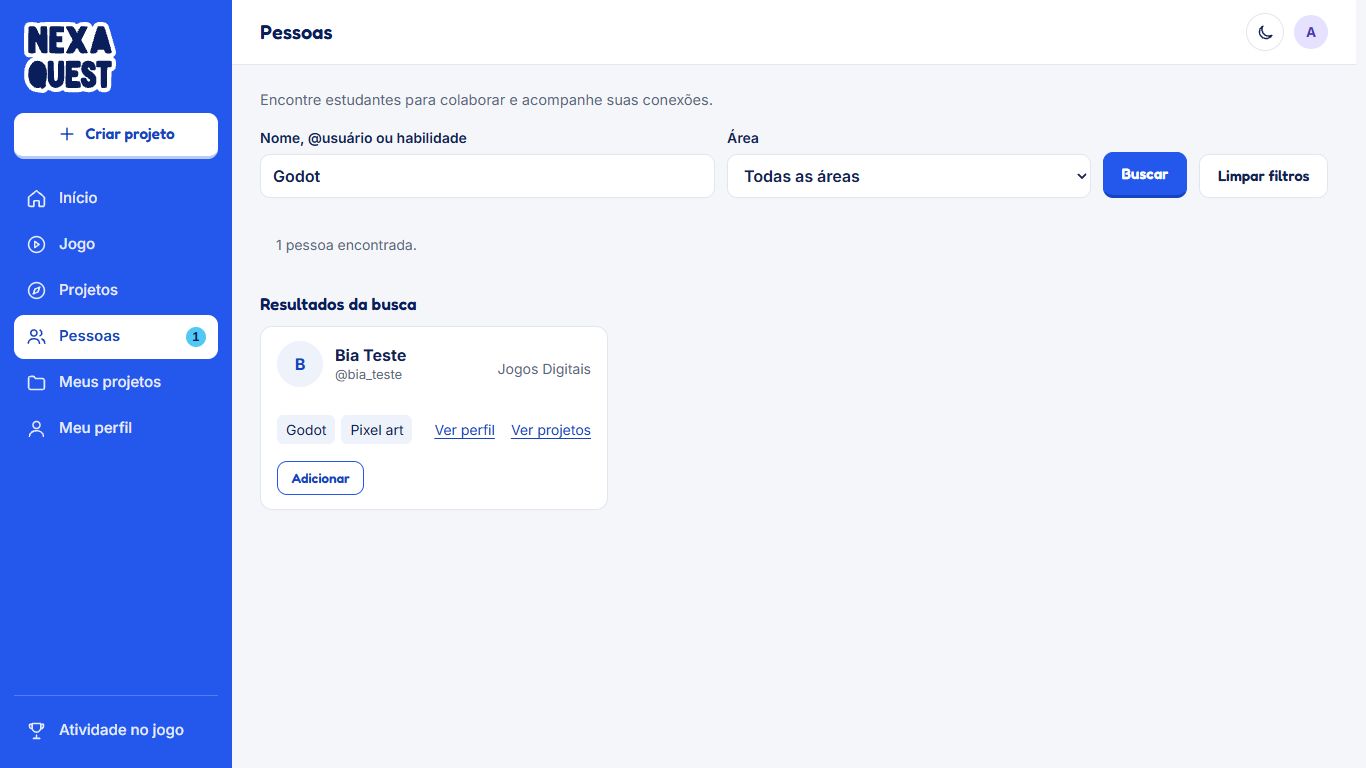 NEXA
QUEST
Criar projeto
Início
Jogo
Projetos
Pessoas 1
Meus projetos
Meu perfil
Atividade no jogo
Pessoas
A
Encontre estudantes para colaborar e acompanhe suas conexões.
Nome, @usuário ou habilidade
Godot
Área
Todas as áreas
Buscar
Limpar filtros
1 pessoa encontrada.
Resultados da busca
B
Bia Teste
@bia_teste
Jogos Digitais
Godot Pixel art Ver perfil Ver projetos
Adicionar